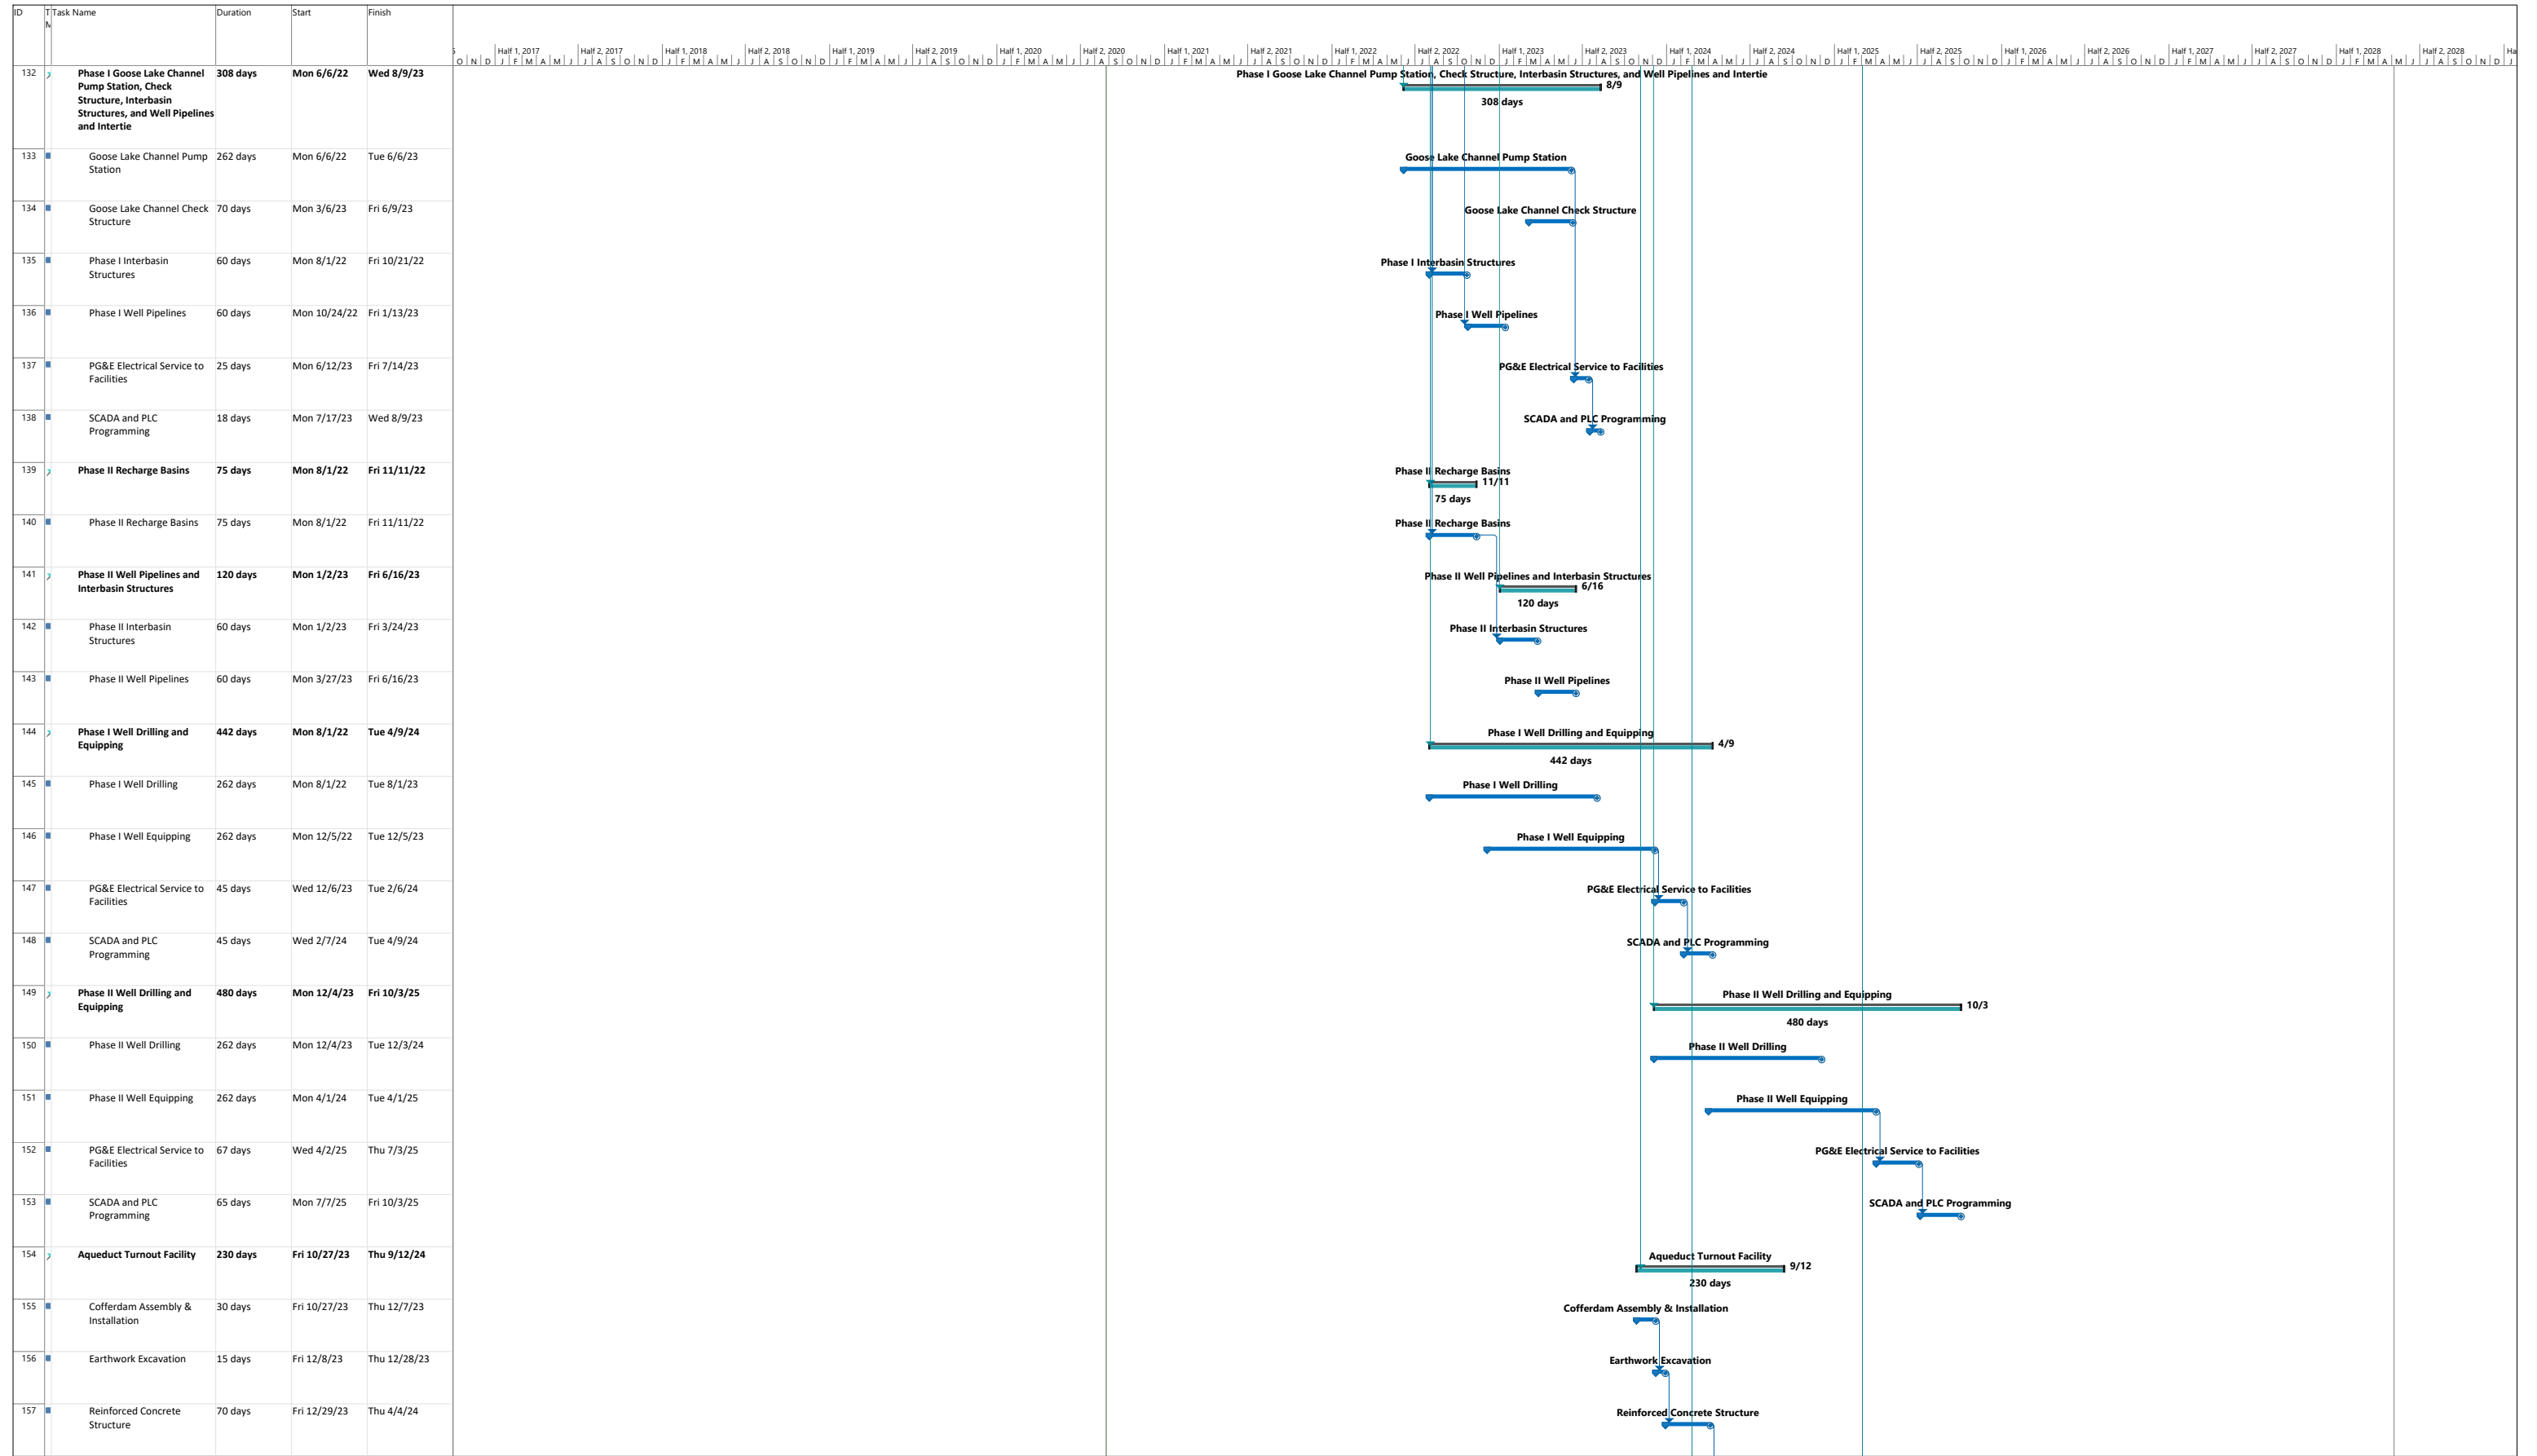 ID T Task Name Duration Start Finish
M
5 Half 1, 2017 Half 2, 2017 Half 1, 2018 Half 2, 2018 Half 1, 2019 Half 2, 2019 Half 1, 2020 Half 2, 2020 Half 1, 2021 Half 2, 2021 Half 1, 2022 Half 2, 2022 Half 1, 2023 Half 2, 2023 Half 1, 2024 Half 2, 2024 Half 1, 2025 Half 2, 2025 Half 1, 2026 Half 2, 2026 Half 1, 2027 Half 2, 2027 Half 1, 2028 Half 2, 2028 Ha
O N D J F M A M J J A S O N D J F M A M J J A S O N D J F M A M J J A S O N D J F M A M J J A S O N D J F M A M J J A S O N D J F M A M J J A S O N D J F M A M J J A S O N D J F M A M J J A S O N D J F M A M J J A S O N D J F M A M J J A S O N D J F M A M J J A S O N D J F M A M J J A S O N D J
132 Phase I Goose Lake Channel 308 days Mon 6/6/22 Wed 8/9/23
Pump Station, Check
Structure, Interbasin
Structures, and Well Pipelines
and Intertie
Phase I Goose Lake Channel Pump Station, Check Structure, Interbasin Structures, and Well Pipelines and Intertie
8/9
308 days
133 Goose Lake Channel Pump 262 days Mon 6/6/22 Tue 6/6/23
Station
Goose Lake Channel Pump Station
134 Goose Lake Channel Check 70 days Mon 3/6/23 Fri 6/9/23
Structure
Goose Lake Channel Check Structure
135 Phase I Interbasin 60 days Mon 8/1/22 Fri 10/21/22
Structures
Phase I Interbasin Structures
136 Phase I Well Pipelines 60 days Mon 10/24/22 Fri 1/13/23
Phase I Well Pipelines
137 PG&E Electrical Service to 25 days Mon 6/12/23 Fri 7/14/23
Facilities
PG&E Electrical Service to Facilities
138 SCADA and PLC 18 days Mon 7/17/23 Wed 8/9/23
Programming
SCADA and PLC Programming
139 Phase II Recharge Basins 75 days Mon 8/1/22 Fri 11/11/22
Phase II Recharge Basins
11/11
75 days
140 Phase II Recharge Basins 75 days Mon 8/1/22 Fri 11/11/22
Phase II Recharge Basins
141 Phase II Well Pipelines and 120 days Mon 1/2/23 Fri 6/16/23
Interbasin Structures
Phase II Well Pipelines and Interbasin Structures
6/16
120 days
142 Phase II Interbasin 60 days Mon 1/2/23 Fri 3/24/23
Structures
Phase II Interbasin Structures
143 Phase II Well Pipelines 60 days Mon 3/27/23 Fri 6/16/23
Phase II Well Pipelines
144 Phase I Well Drilling and 442 days Mon 8/1/22 Tue 4/9/24
Equipping
Phase I Well Drilling and Equipping
4/9
442 days
145 Phase I Well Drilling 262 days Mon 8/1/22 Tue 8/1/23
Phase I Well Drilling
146 Phase I Well Equipping 262 days Mon 12/5/22 Tue 12/5/23
Phase I Well Equipping
147 PG&E Electrical Service to 45 days Wed 12/6/23 Tue 2/6/24
Facilities
PG&E Electrical Service to Facilities
148 SCADA and PLC 45 days Wed 2/7/24 Tue 4/9/24
Programming
SCADA and PLC Programming
149 Phase II Well Drilling and 480 days Mon 12/4/23 Fri 10/3/25
Equipping
Phase II Well Drilling and Equipping
10/3
480 days
150 Phase II Well Drilling 262 days Mon 12/4/23 Tue 12/3/24
Phase II Well Drilling
151 Phase II Well Equipping 262 days Mon 4/1/24 Tue 4/1/25
Phase II Well Equipping
152 PG&E Electrical Service to 67 days Wed 4/2/25 Thu 7/3/25
Facilities
PG&E Electrical Service to Facilities
153 SCADA and PLC 65 days Mon 7/7/25 Fri 10/3/25
Programming
SCADA and PLC Programming
154 Aqueduct Turnout Facility 230 days Fri 10/27/23 Thu 9/12/24
Aqueduct Turnout Facility
9/12
230 days
155 Cofferdam Assembly & 30 days Fri 10/27/23 Thu 12/7/23
Installation
Cofferdam Assembly & Installation
156 Earthwork Excavation 15 days Fri 12/8/23 Thu 12/28/23
Earthwork Excavation
157 Reinforced Concrete 70 days Fri 12/29/23 Thu 4/4/24
Structure
Reinforced Concrete Structure